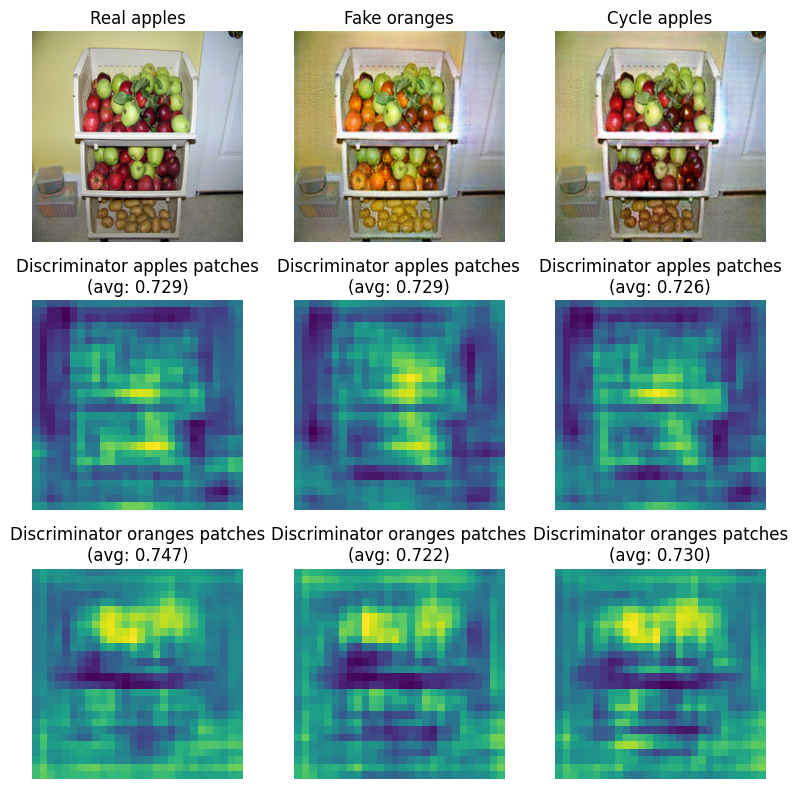 Real apples
Fake oranges
Cycle apples
Discriminator apples patches
(avg: 0.729)
Discriminator apples patches
(avg: 0.729)
Discriminator apples patches
(avg: 0.726)
Discriminator oranges patches
(avg: 0.747)
Discriminator oranges patches
(avg: 0.722)
Discriminator oranges patches
(avg: 0.730)